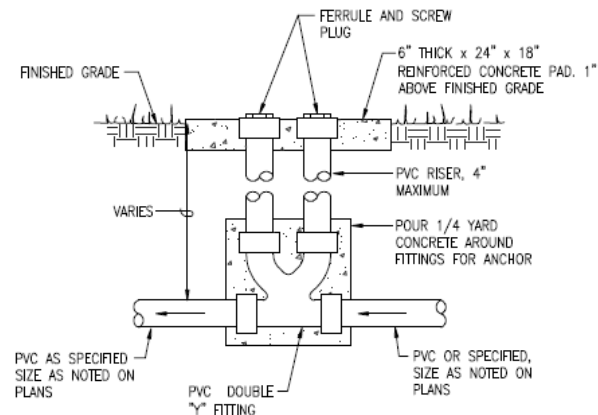 FERRULE AND SCREW
PLUG
FINISHED GRADE
6" THICK x 24" x 18"
REINFORCED CONCRETE PAD. 1"
ABOVE FINISHED GRADE
PVC RISER, 4"
MAXIMUM
VARIES
POUR 1/4 YARD
CONCRETE AROUND
FITTINGS FOR ANCHOR
PVC AS SPECIFIED
SIZE AS NOTED ON
PLANS
PVC DOUBLE
"Y" FITTING
PVC OR SPECIFIED,
SIZE AS NOTED ON
PLANS